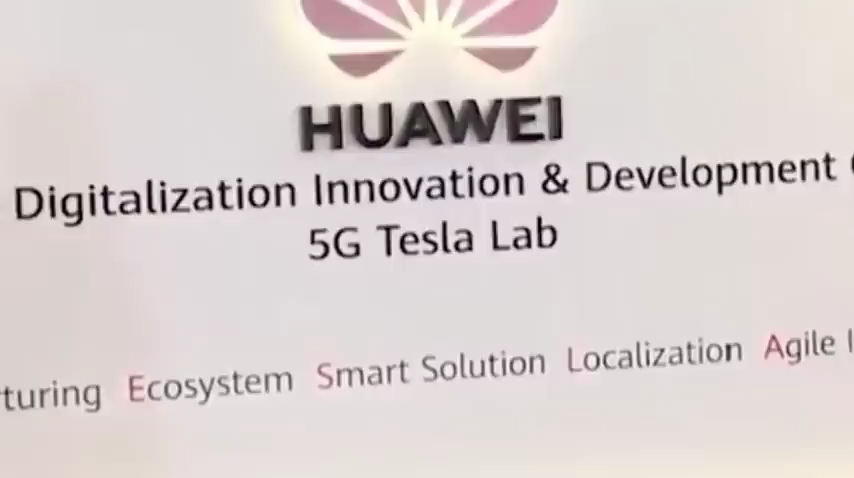 HUAWEI
Digitalization Innovation & Development
5G Tesla Lab
turing Ecosystem Smart Solution Localization Agile